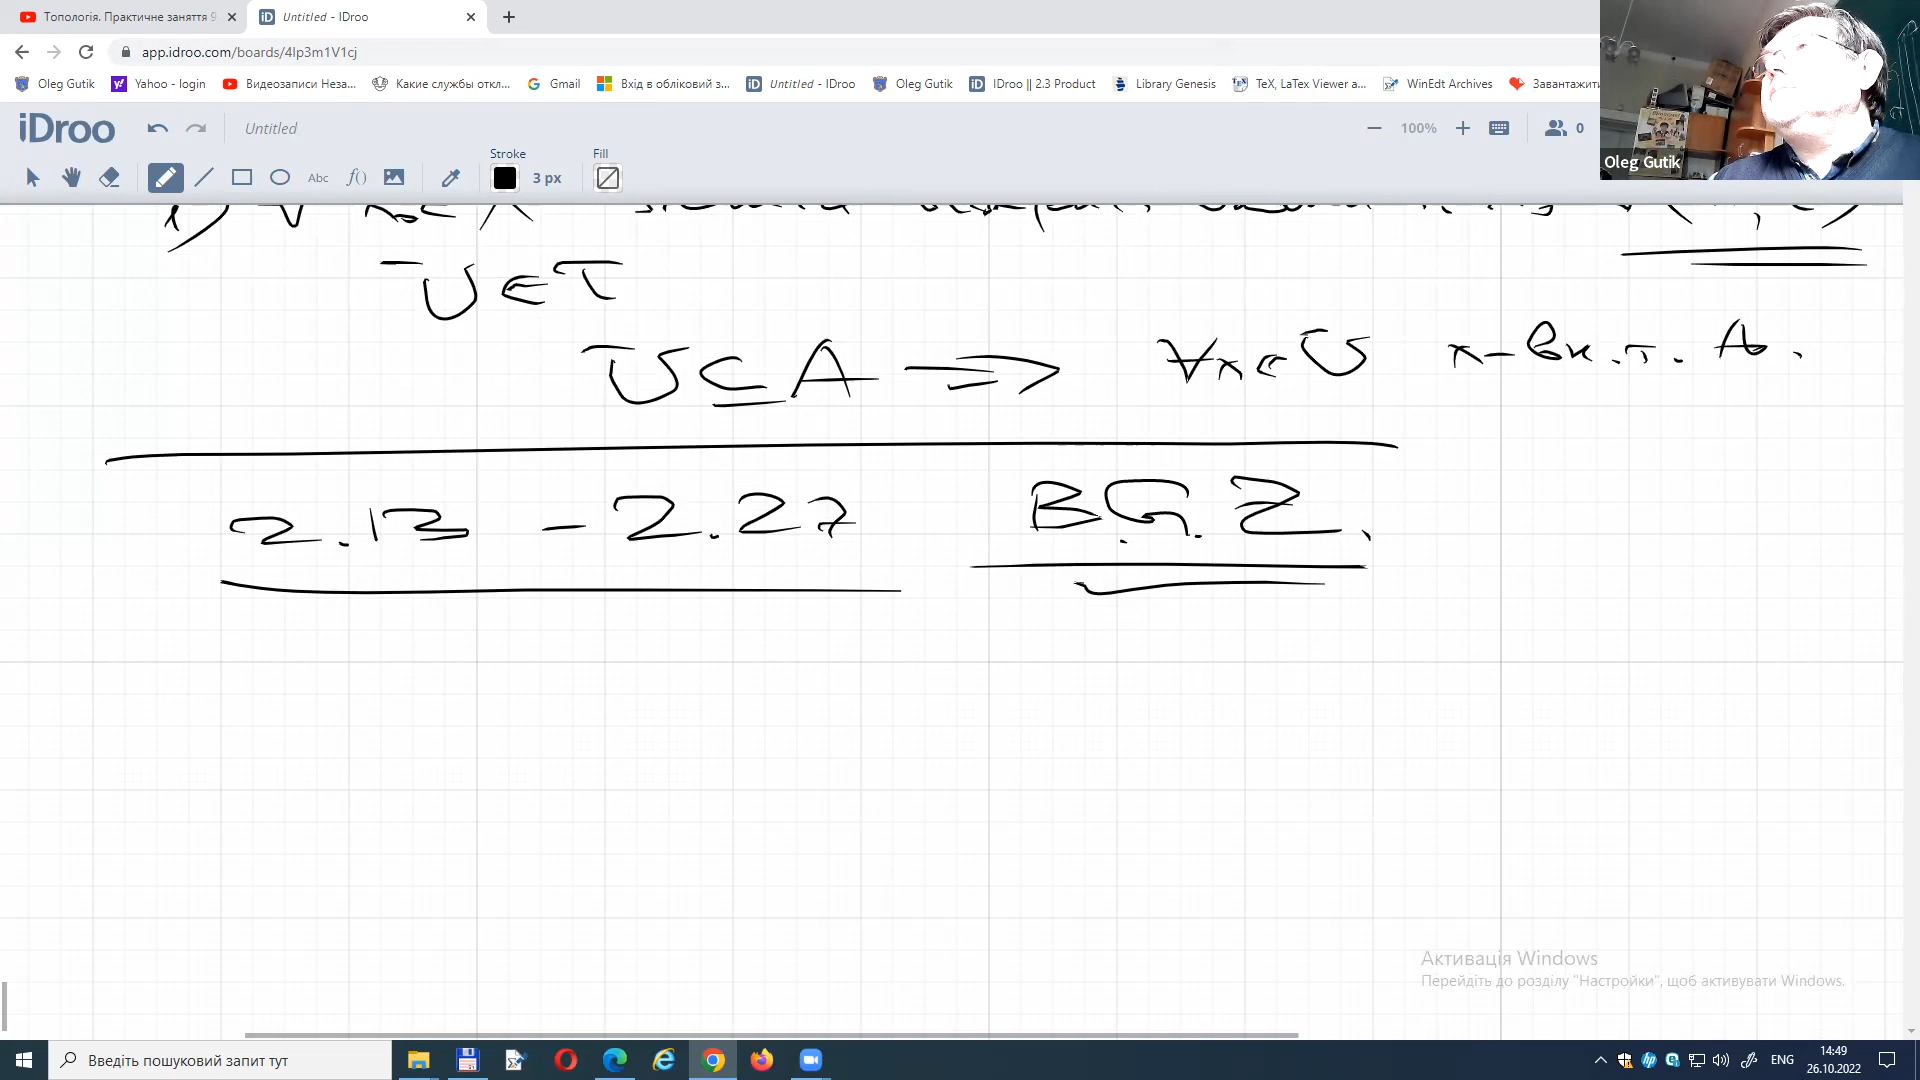 Топологія. Практичне заняття 9
Untitled - IDroo
app.idroo.com/boards/4lp3m1V1cj
Oleg Gutik
Yahoo - login
Видеозаписи Неза...
Какие службы откл...
Gmail
Вхід в обліковий з...
Untitled - IDroo
Oleg Gutik
IDroo || 2.3 Product
Library Genesis
TeX, LaTex Viewer a...
WinEdt Archives
Завантажити
iDroo
Untitled
100%
0
Oleg Gutik
Stroke
Fill
Abc
f()
3 px
U ∈ τ
U ⊆ A ⟹ ∀x∈U x - вн. т. A.
2.13 - 2.27 B.G.Z.
Активація Windows
Перейдіть до розділу "Настройки", щоб активувати Windows.
Введіть пошуковий запит тут
ENG
14:49
26.10.2022